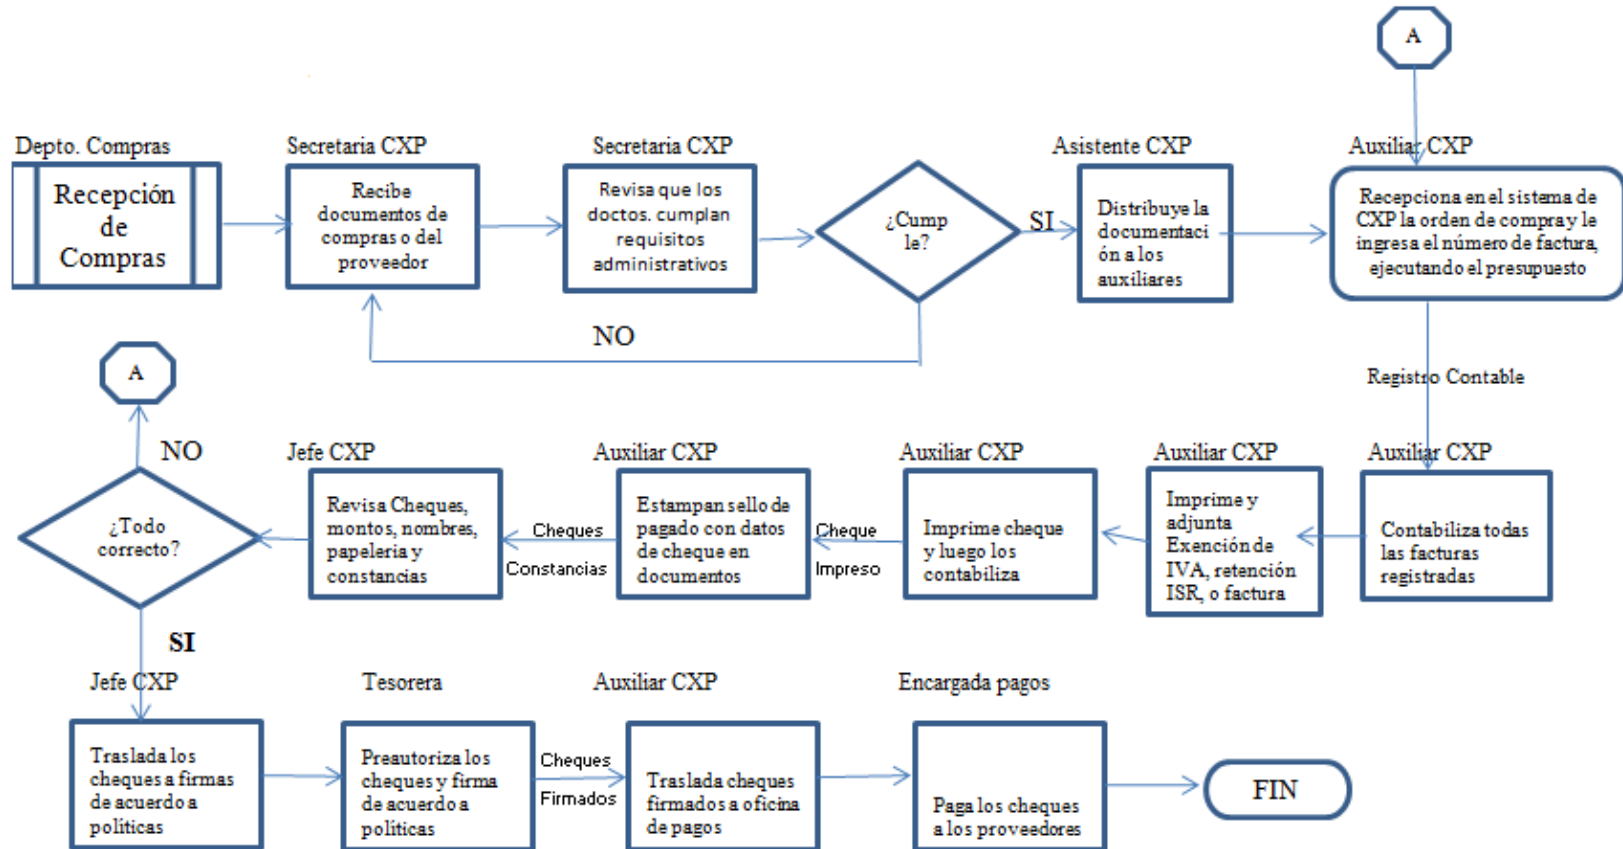 A
Depto. Compras
Recepción
de
Compras
Secretaria CXP
Recibe
documentos de
compras o del
proveedor
Secretaria CXP
Revisa que los
doctos. cumplan
requisitos
administrativos
¿Cump
le?
SI
NO
Asistente CXP
Distribuye la
documentaci
ón a los
auxiliares
Auxiliar CXP
Recepciona en el sistema de
CXP la orden de compra y le
ingresa el número de factura,
ejecutando el presupuesto
Registro Contable
Auxiliar CXP
Contabiliza todas
las facturas
registradas
Auxiliar CXP
Imprime y
adjunta
Exención de
IVA, retención
ISR, o factura
Auxiliar CXP
Imprime cheque
y luego los
contabiliza
Cheque
Impreso
Auxiliar CXP
Estampan sello de
pagado con datos
de cheque en
documentos
Cheques
Constancias
Jefe CXP
Revisa Cheques,
montos, nombres,
papeleria y
constancias
¿Todo
correcto?
NO
A
SI
Jefe CXP
Traslada los
cheques a firmas
de acuerdo a
políticas
Tesorera
Preautoriza los
cheques y firma
de acuerdo a
políticas
Cheques
Firmados
Auxiliar CXP
Traslada cheques
firmados a oficina
de pagos
Encargada pagos
Paga los cheques
a los proveedores
FIN